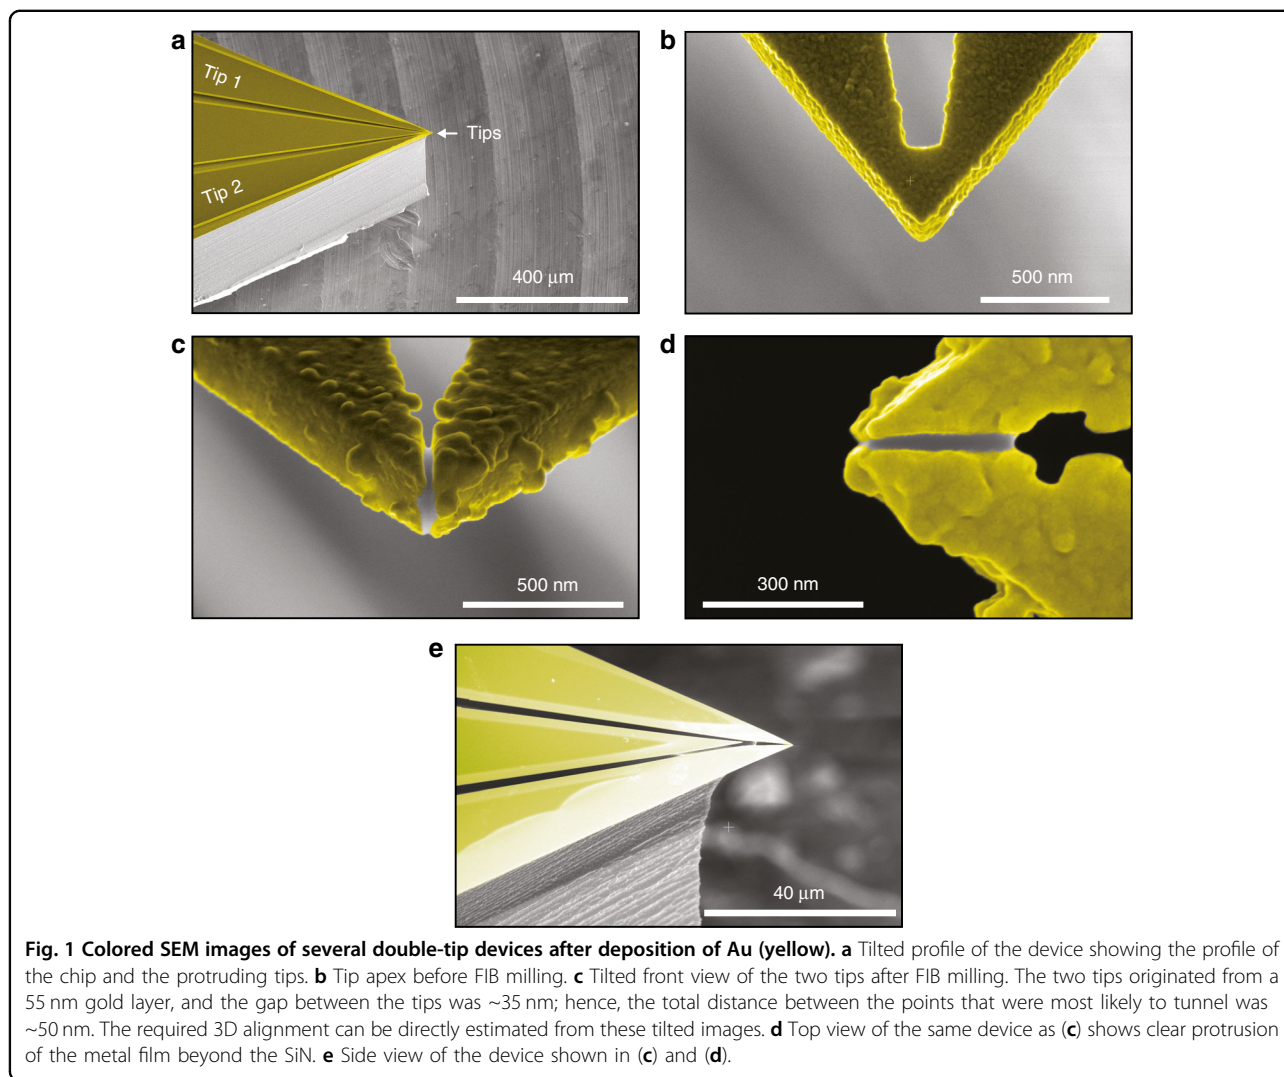 a
Tip 1
Tips
Tip 2
400 μm
b
500 nm
c
500 nm
d
300 nm
e
40 μm
Fig. 1 Colored SEM images of several double-tip devices after deposition of Au (yellow). a Tilted profile of the device showing the profile of
the chip and the protruding tips. b Tip apex before FIB milling. c Tilted front view of the two tips after FIB milling. The two tips originated from a
55 nm gold layer, and the gap between the tips was ~35 nm; hence, the total distance between the points that were most likely to tunnel was
~50 nm. The required 3D alignment can be directly estimated from these tilted images. d Top view of the same device as (c) shows clear protrusion
of the metal film beyond the SiN. e Side view of the device shown in (c) and (d).